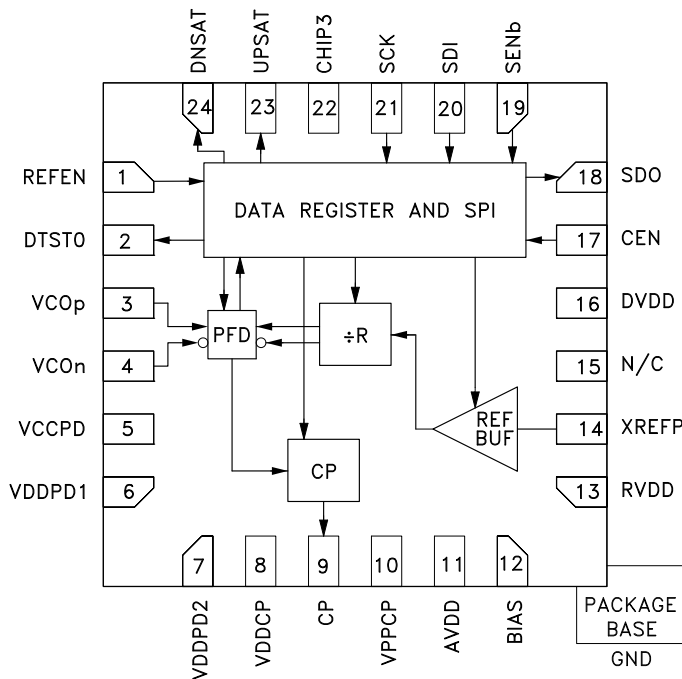 DNSAT
UPSAT
CHIP3
SCK
SDI
SENb
24
23
22
21
20
19
REFEN
1
DTST0
2
VCOp
3
VCOn
4
VCCPD
5
VDDPD1
6
DATA REGISTER AND SPI
PFD
÷R
REF
BUF
CP
18
SDO
17
CEN
16
DVDD
15
N/C
14
XREFP
13
RVDD
7
8
9
10
11
12
VDDPD2
VDDCP
CP
VPPCP
AVDD
BIAS
PACKAGE
BASE
GND